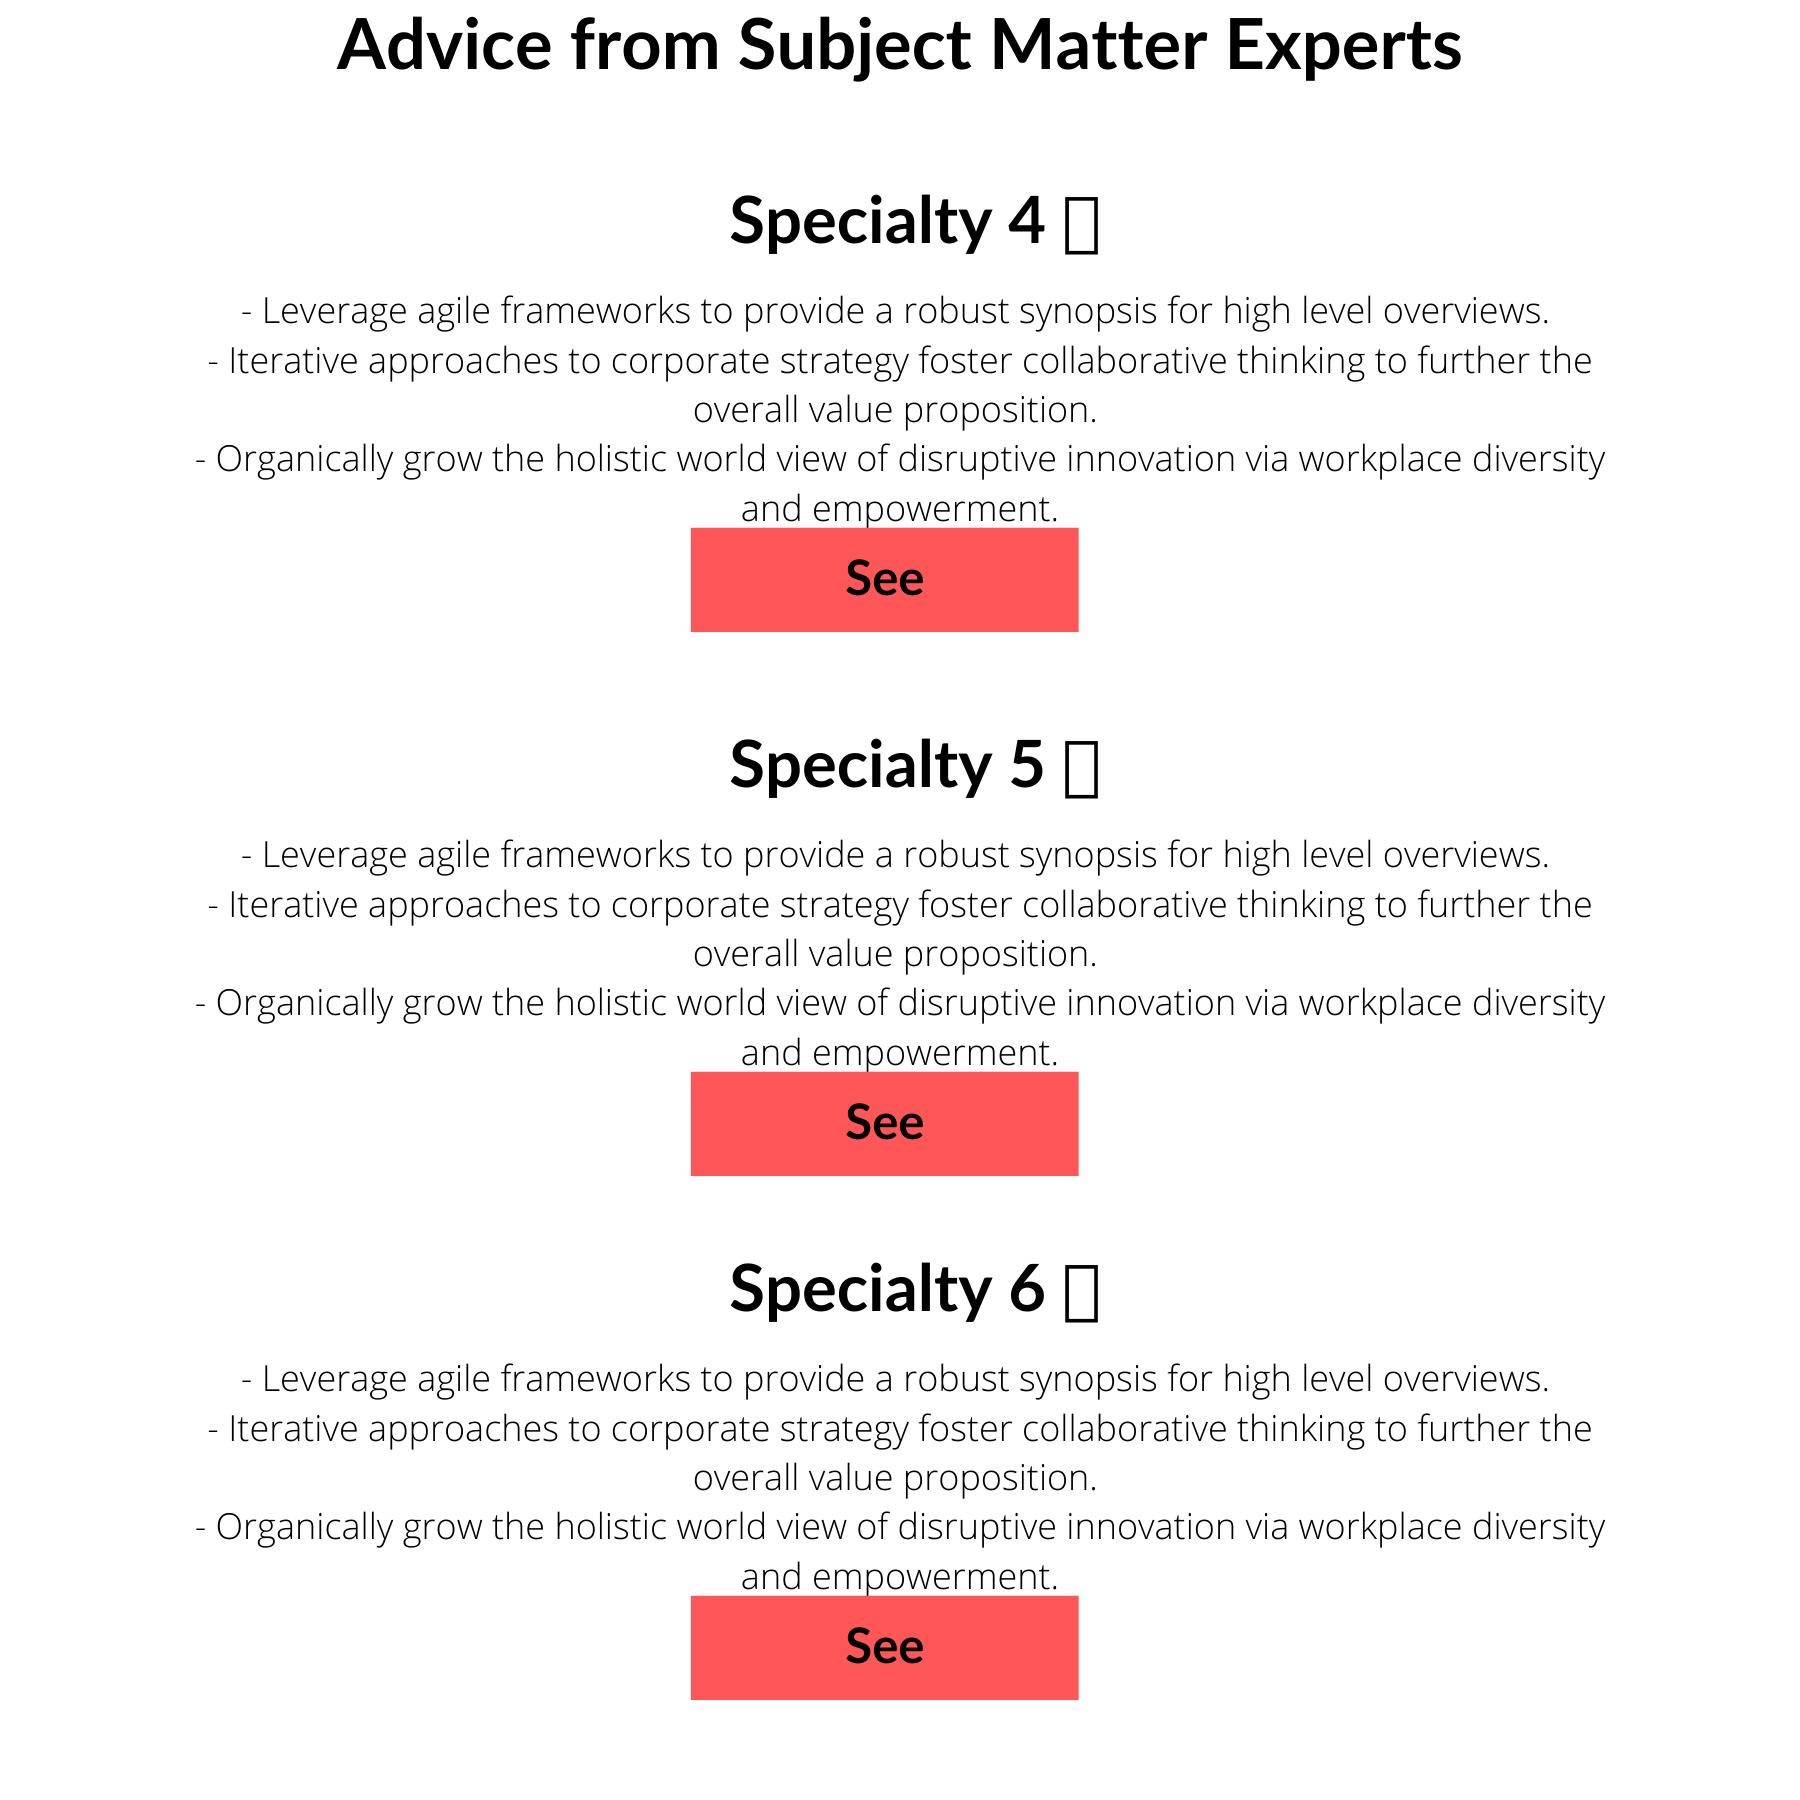 Advice from Subject Matter Experts
Specialty 4
- Leverage agile frameworks to provide a robust synopsis for high level overviews.
- Iterative approaches to corporate strategy foster collaborative thinking to further the
overall value proposition.
- Organically grow the holistic world view of disruptive innovation via workplace diversity
and empowerment.
See
Specialty 5
- Leverage agile frameworks to provide a robust synopsis for high level overviews.
- Iterative approaches to corporate strategy foster collaborative thinking to further the
overall value proposition.
- Organically grow the holistic world view of disruptive innovation via workplace diversity
and empowerment.
See
Specialty 6
- Leverage agile frameworks to provide a robust synopsis for high level overviews.
- Iterative approaches to corporate strategy foster collaborative thinking to further the
overall value proposition.
- Organically grow the holistic world view of disruptive innovation via workplace diversity
and empowerment.
See